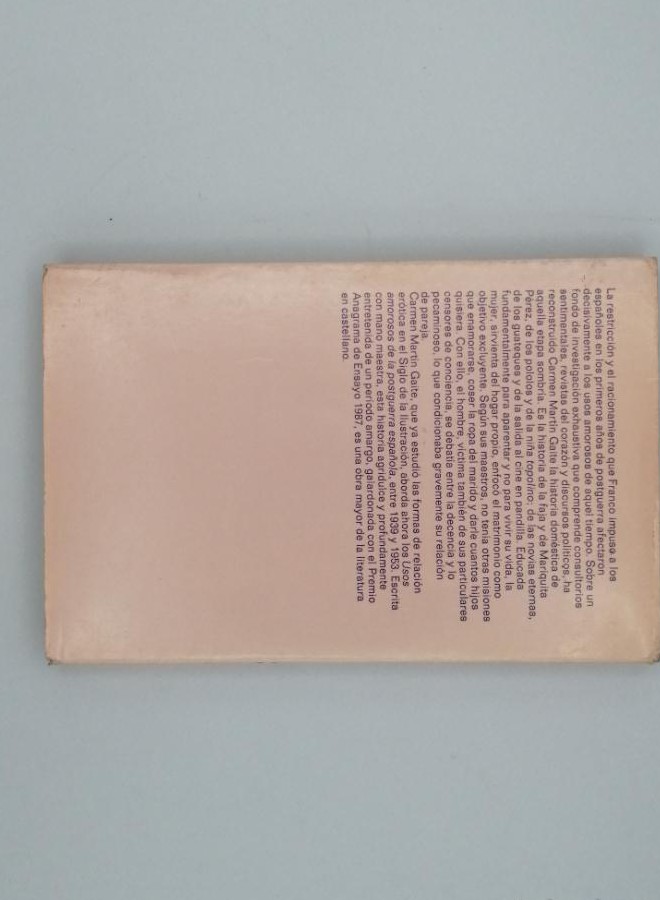 La restricción y el racionamiento que Franco impuso a los
españoles en los primeros años de postguerra afectaron
decisivamente a los usos amorosos de aquel tiempo. Sobre un
fondo de investigación exhaustiva que comprende consultorios
sentimentales, revistas del corazón y discursos políticos, ha
reconstruido Carmen Martín Gaite la historia doméstica de
aquella etapa sombría. Es la historia de la faja y de Mariquita
Pérez, de los pololos y de la niña topolino; de las novias eternas,
de los guateques y de la salida al cine en pandilla. Educada
fundamentalmente para aparentar y no para vivir su vida, la
mujer, sirvienta del hogar propio, enfocó el matrimonio como
objetivo excluyente. Según sus maestros, no tenía otras misiones
que enamorarse, coser la ropa del marido y darle cuantos hijos
quisiera. Con ello, el hombre, víctima también de sus particulares
censores de conciencia, se debatía entre la decencia y lo
pecaminoso, lo que condicionaba gravemente su relación
de pareja.
Carmen Martín Gaite, que ya estudió las formas de relación
erótica en el Siglo de la Ilustración, aborda ahora los Usos
amorosos de la postguerra española, entre 1939 y 1953. Escrita
con mano maestra, esta historia agridulce y profundamente
entretenida de un período amargo, galardonada con el Premio
Anagrama de Ensayo 1987, es una obra mayor de la literatura
en castellano.